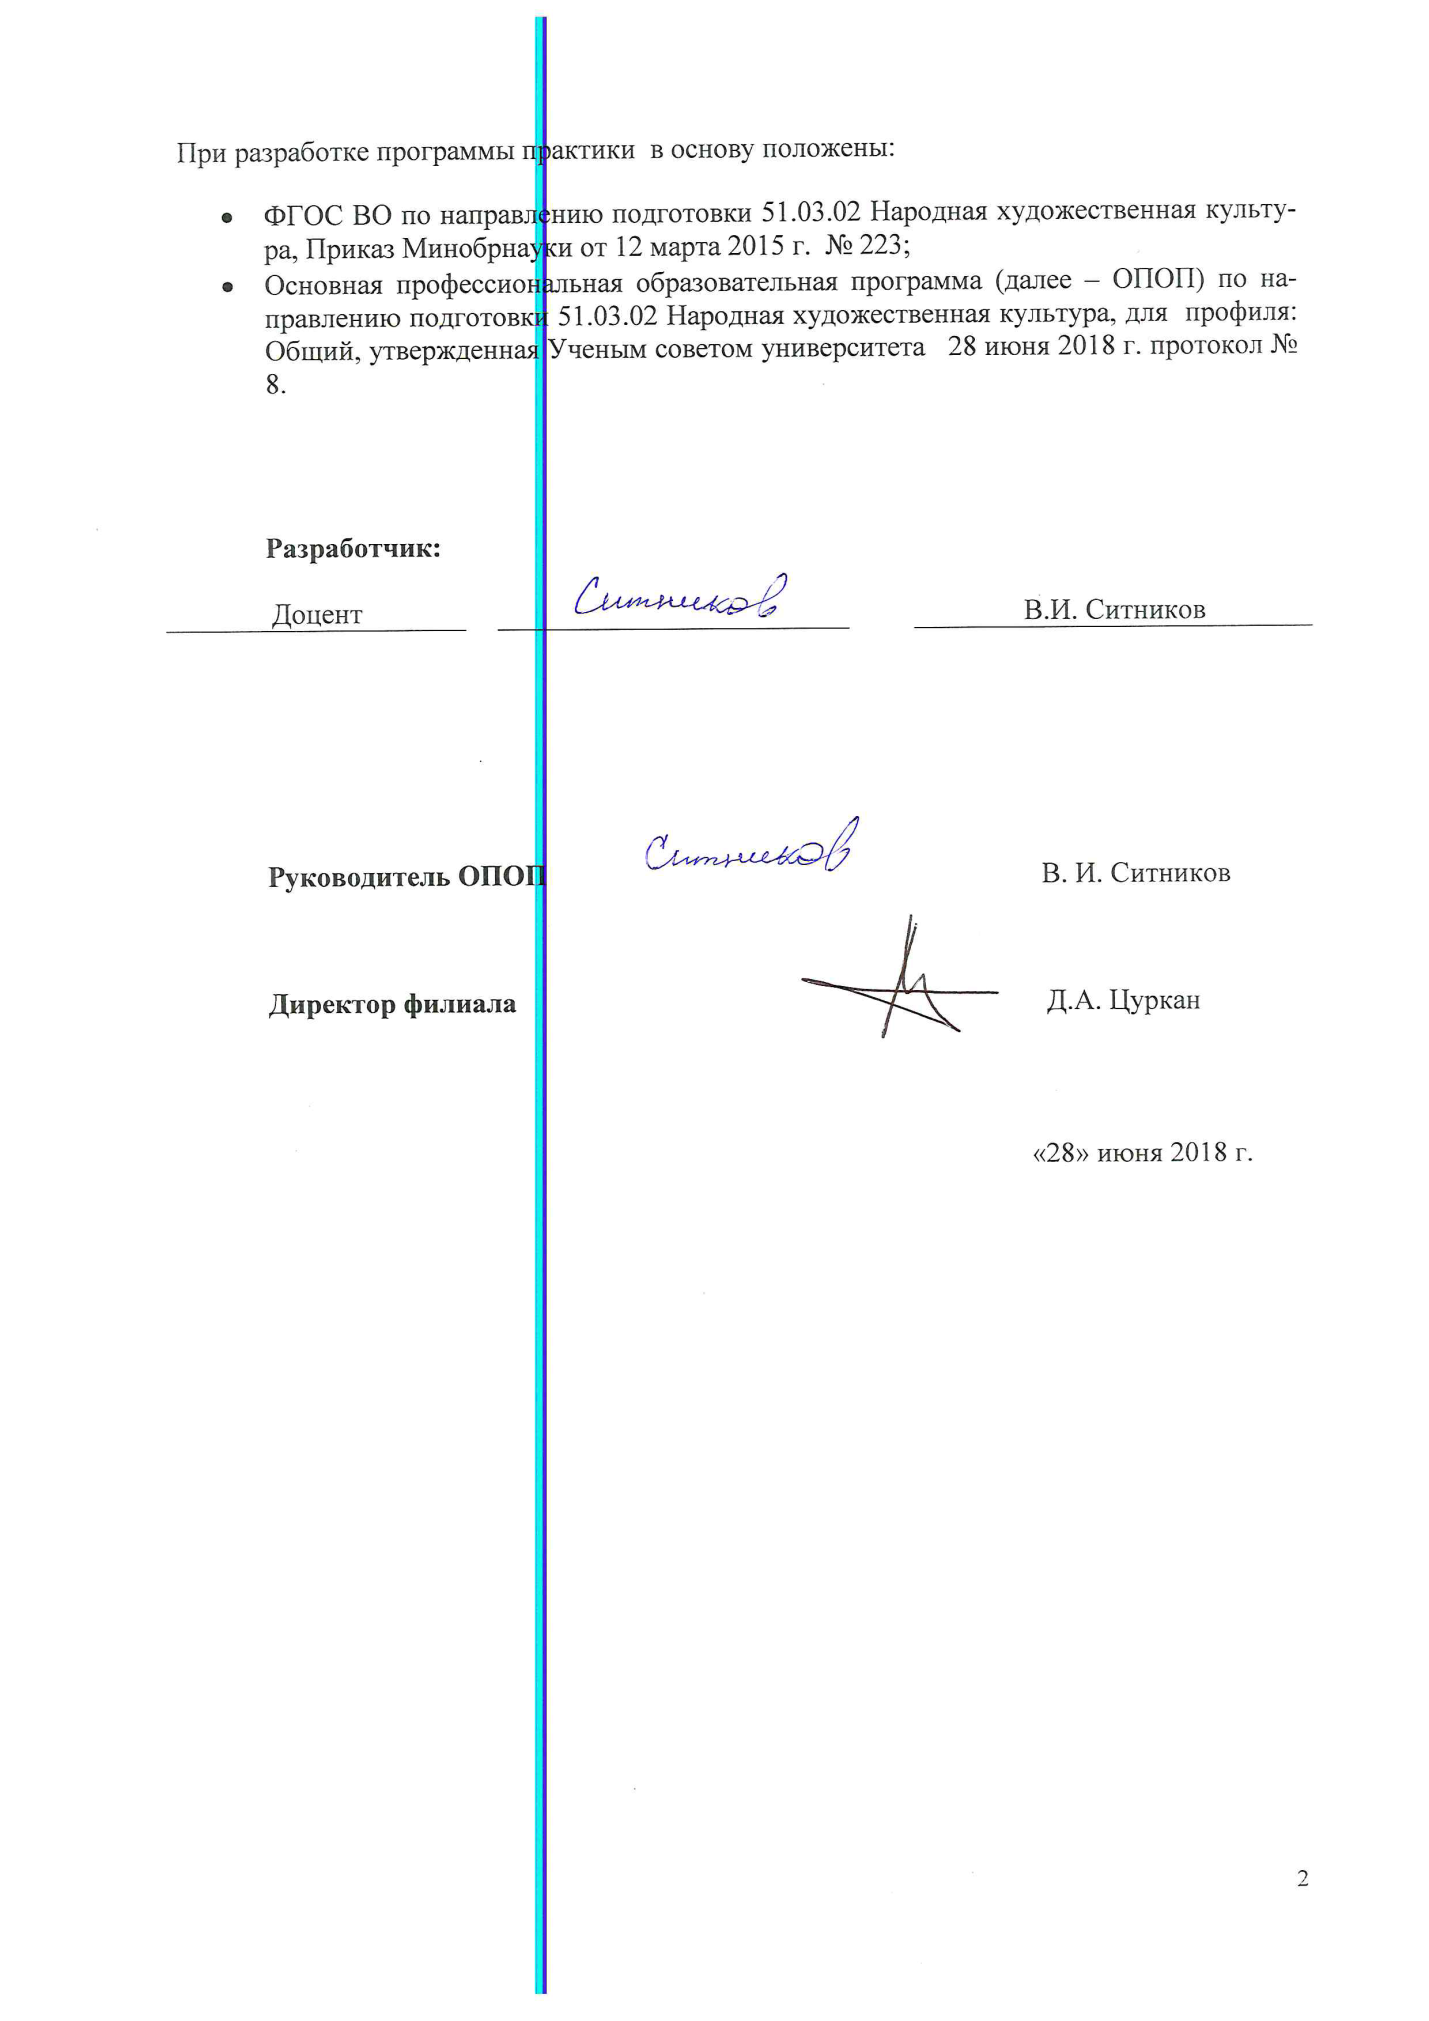 При разработке программы практики в основу положены:
• ФГОС ВО по направлению подготовки 51.03.02 Народная художественная культу-
ра, Приказ Минобрнауки от 12 марта 2015 г. № 223;
• Основная профессиональная образовательная программа (далее – ОПОП) по на-
правлению подготовки 51.03.02 Народная художественная культура, для профиля:
Общий, утвержденная Ученым советом университета 28 июня 2018 г. протокол №
8.
Разработчик:
Доцент Ситников В.И. Ситников
Руководитель ОПОП Ситников В. И. Ситников
Директор филиала Д.А. Цуркан
«28» июня 2018 г.
2